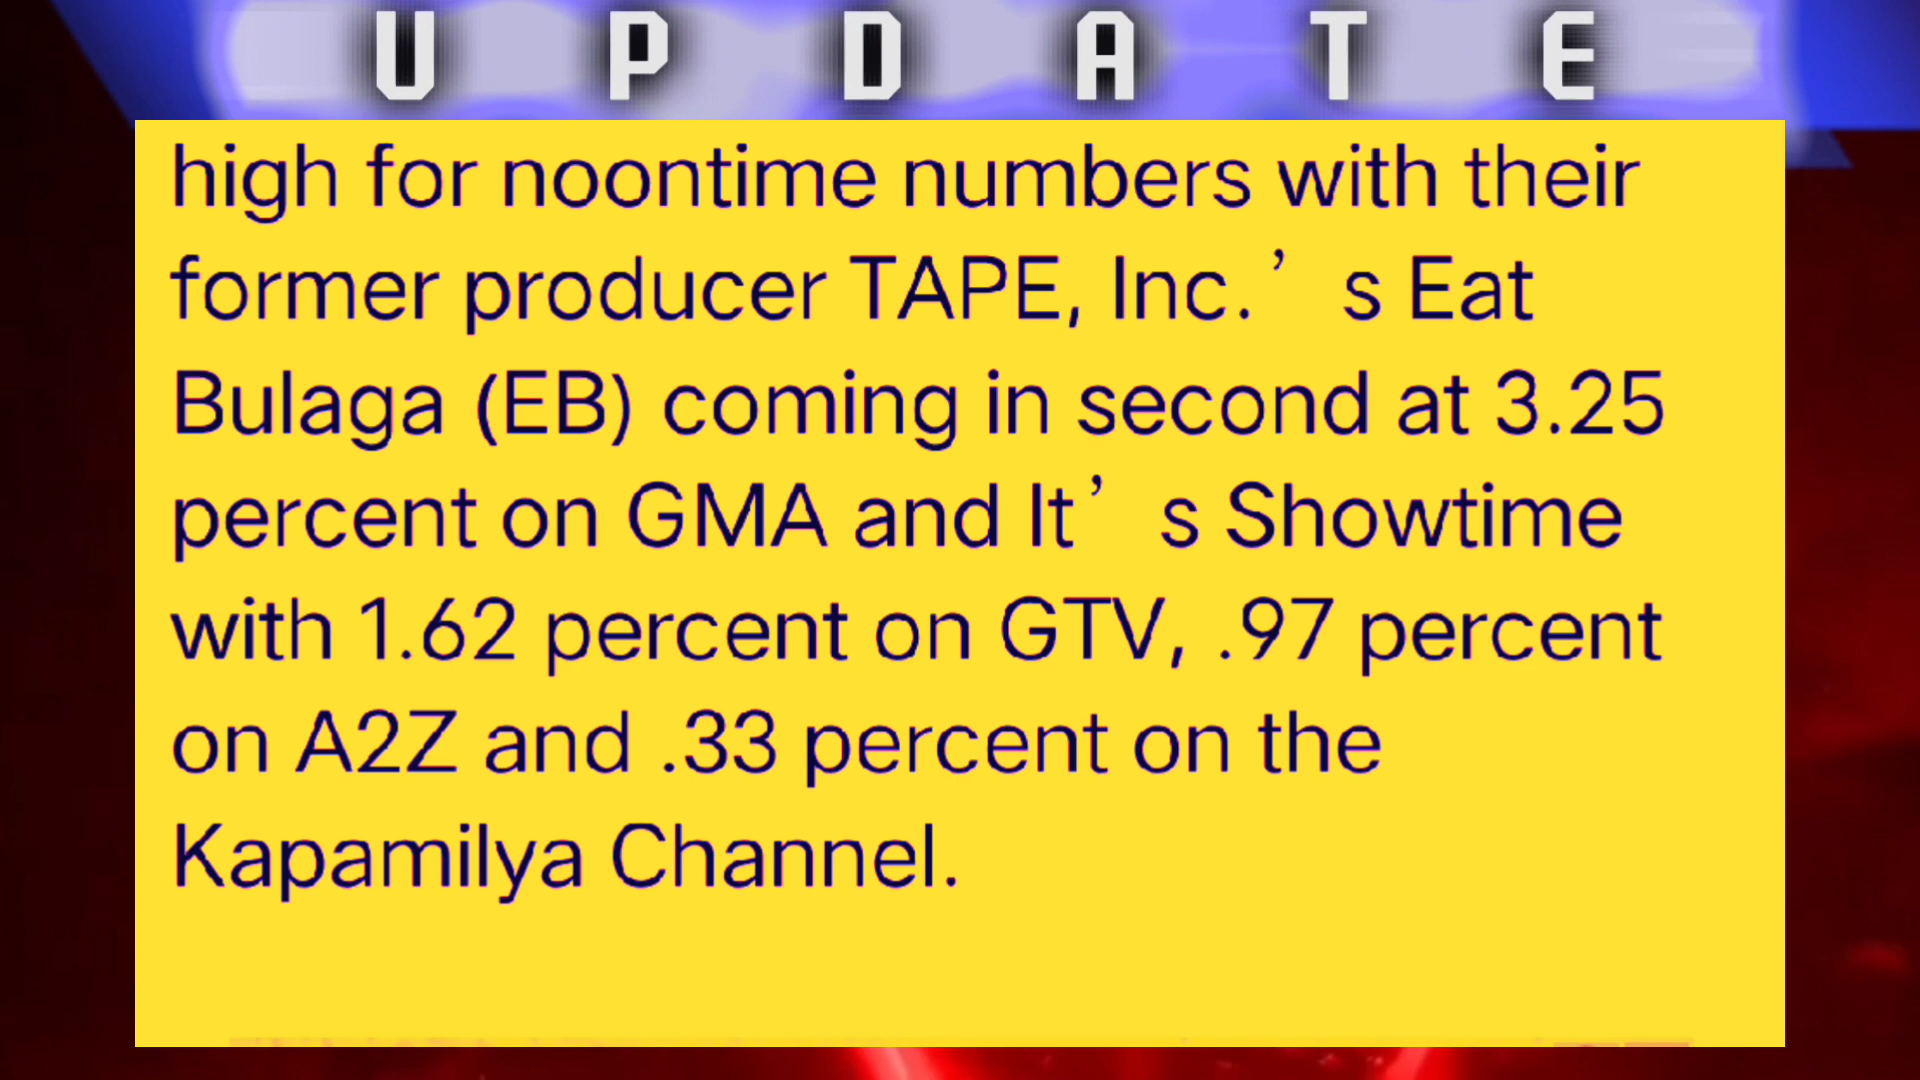 UPDATE
high for noontime numbers with their
former producer TAPE, Inc.’s Eat
Bulaga (EB) coming in second at 3.25
percent on GMA and It’s Showtime
with 1.62 percent on GTV, .97 percent
on A2Z and .33 percent on the
Kapamilya Channel.